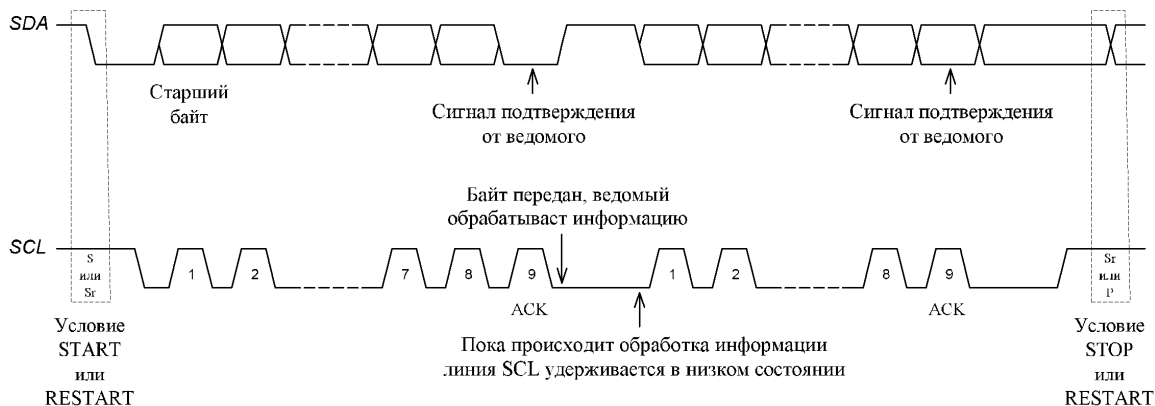 SDA
Старший
байт
Сигнал подтверждения
от ведомого
Сигнал подтверждения
от ведомого
Байт передан, ведомый
обрабатываст информацию
SCL
S
или
Sr
1
2
7
8
9
1
2
8
9
Sr
или
P
ACK
ACK
Условие
START
или
RESTART
Пока происходит обработка информации
линия SCL удерживается в низком состоянии
Условие
STOP
или
RESTART